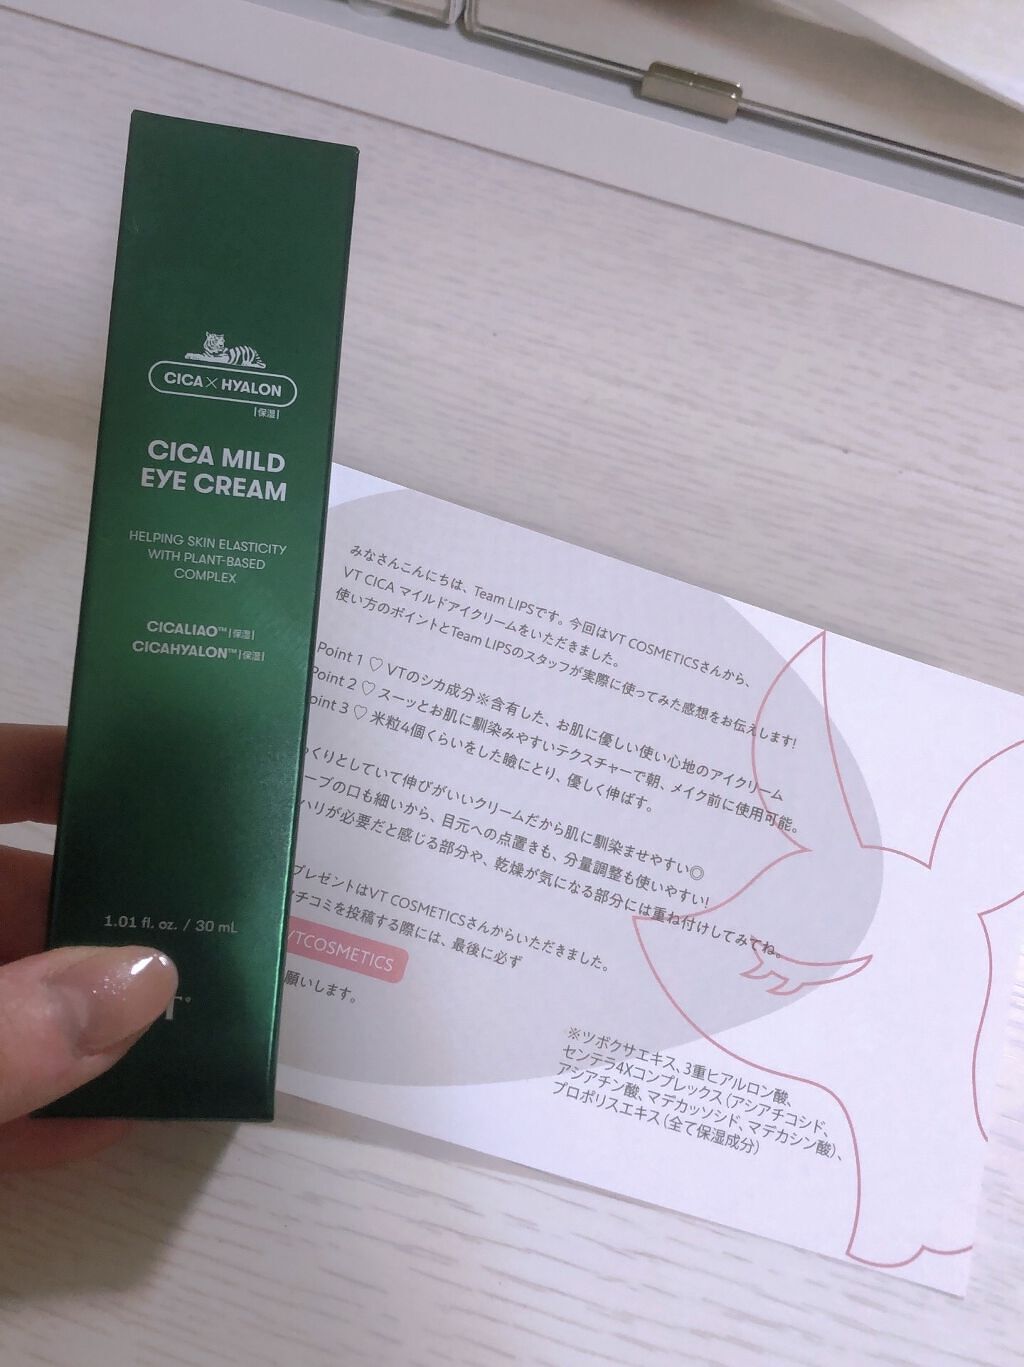 CICA×HYALON
|保湿|
CICA MILD
EYE CREAM
HELPING SKIN ELASTICITY
WITH PLANT-BASED
COMPLEX
CICALIAO™|保湿|
CICAHYALON™|保湿|
1.01 fl. oz. / 30 mL
みなさんこんにちは、Team LIPSです。今回はVT COSMETICSさんから、
VT CICA マイルドアイクリームをいただきました。
使い方のポイントとTeam LIPSのスタッフが実際に使ってみた感想をお伝えします!
Point 1 ♡ VTのシカ成分※含有した、お肌に優しい使い心地のアイクリーム
Point 2 ♡ スーッとお肌に馴染みやすいテクスチャーで朝、メイク前に使用可能。
oint 3 ♡ 米粒4個くらいをした瞼にとり、優しく伸ばす。
っくりとしていて伸びがいいクリームだから肌に馴染ませやすい◎
ーブの口も細いから、目元への点置きも、分量調整も使いやすい!
ハリが必要だと感じる部分や、乾燥が気になる部分には重ね付けしてみてね。
プレゼントはVT COSMETICSさんからいただきました。
チコミを投稿する際には、最後に必ず
VTCOSMETICS
願いします。
※ツボクサエキス、3重ヒアルロン酸、
センテラ4Xコンプレックス（アシアチコシド、
アシアチン酸、マデカッソシド、マデカシン酸）、
プロポリスエキス（全て保湿成分）